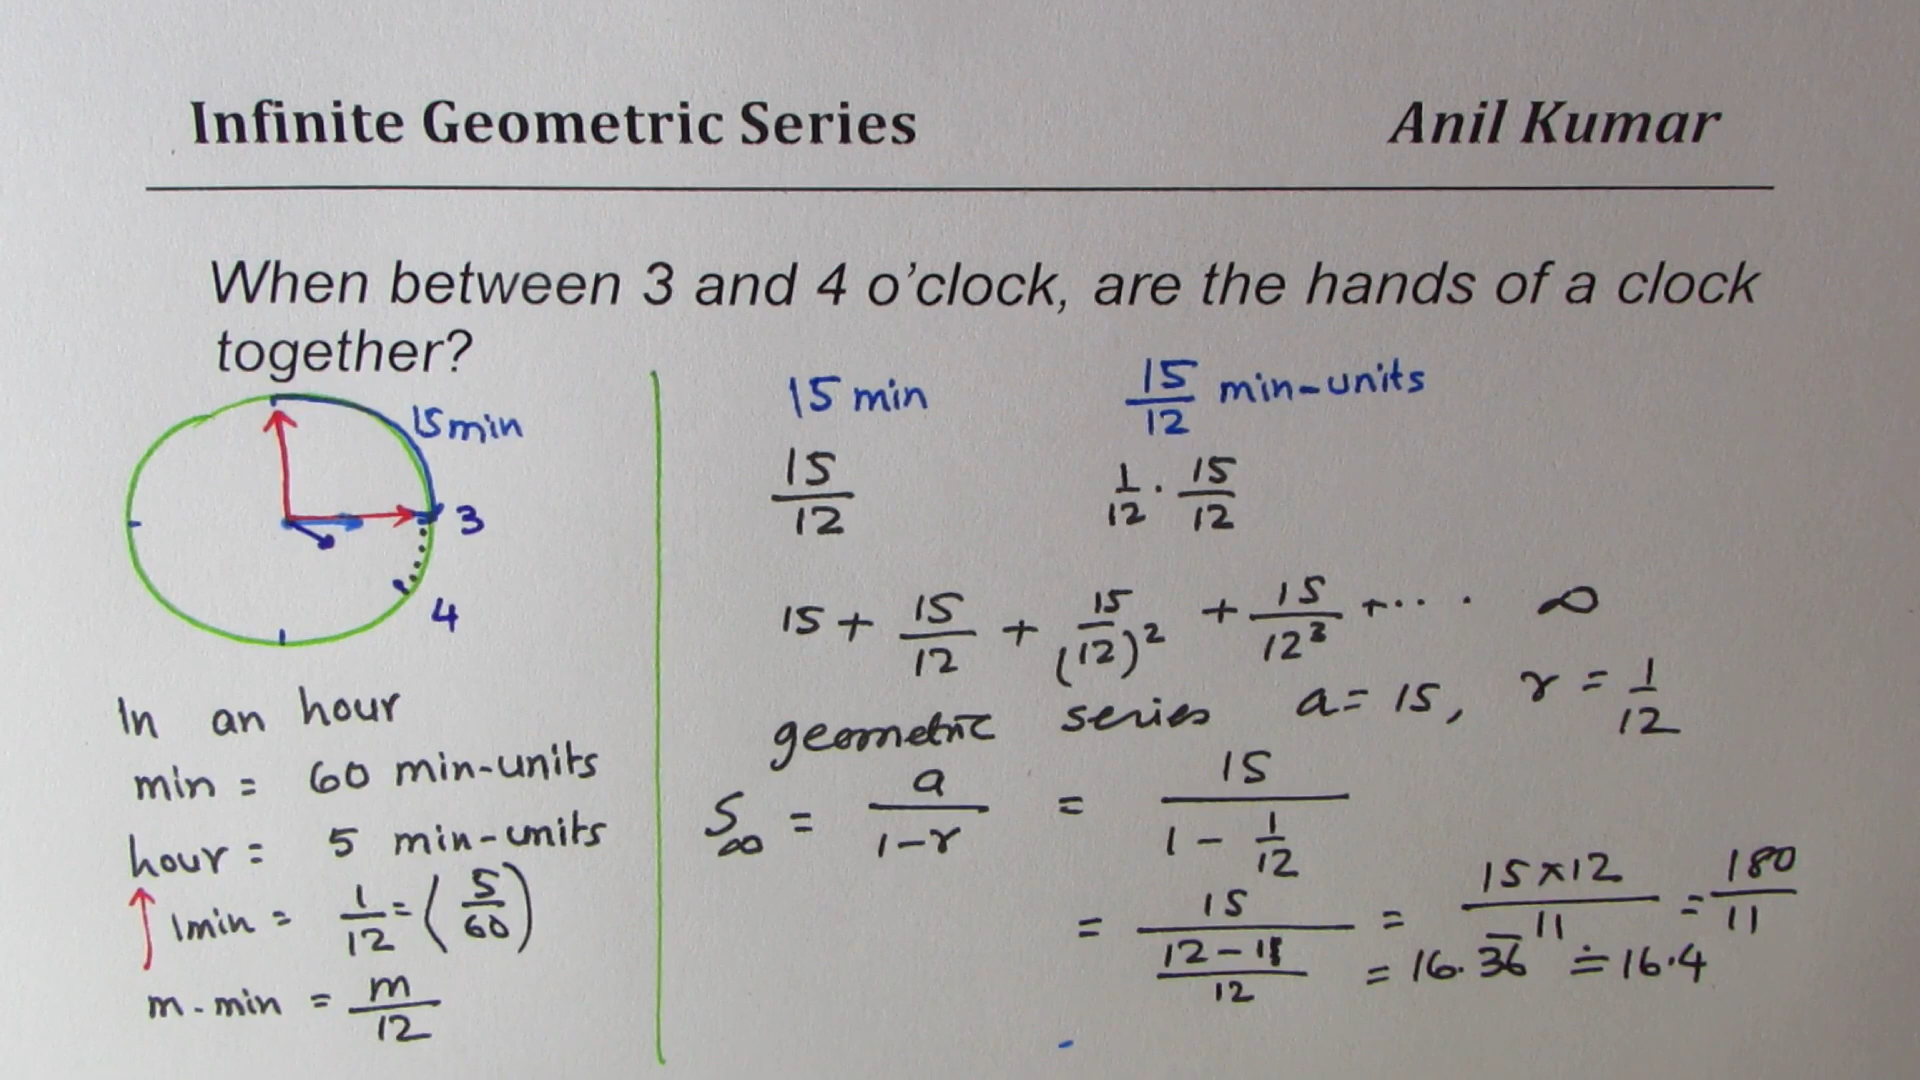 Infinite Geometric Series Anil Kumar
When between 3 and 4 o'clock, are the hands of a clock
together?
15min
3
4
In an hour
min = 60 min-units
hour = 5 min-units
1min = 1/12 = (5/60)
m-min = m/12
15 min 15/12 min-units
15/12 1/12 · 15/12
15 + 15/12 + 15/(12)² + 15/12³ + ···· ∞
geometric series a = 15, r = 1/12
S∞ = a/(1-r) = 15/(1 - 1/12)
= 15/((12-1)/12) = 15×12/11 = 180/11
= 16.3̅6̅ ≐ 16.4